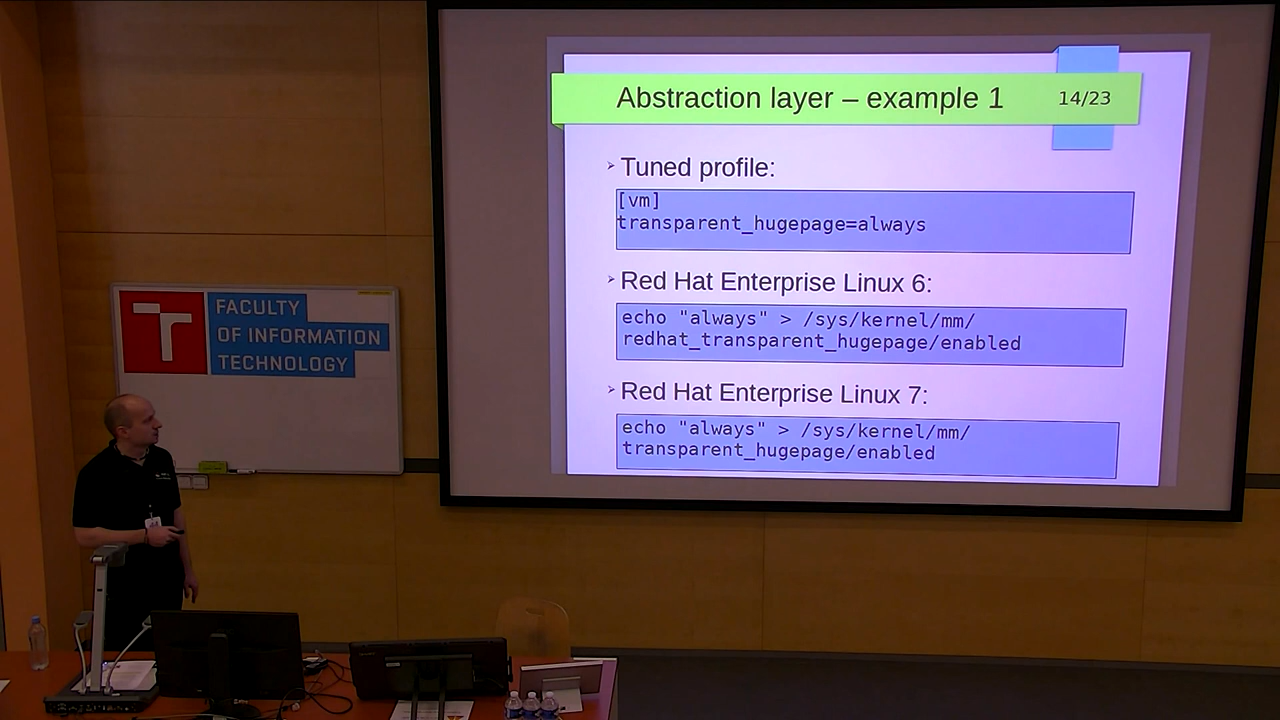 Abstraction layer – example 1
14/23
➢ Tuned profile:
[vm]
transparent_hugepage=always
➢ Red Hat Enterprise Linux 6:
echo "always" > /sys/kernel/mm/
redhat_transparent_hugepage/enabled
➢ Red Hat Enterprise Linux 7:
echo "always" > /sys/kernel/mm/
transparent_hugepage/enabled
FACULTY
OF INFORMATION
TECHNOLOGY